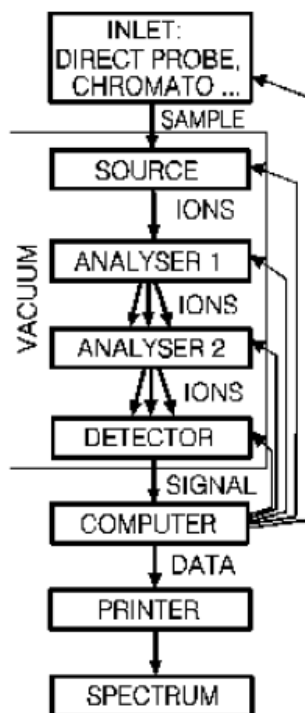 INLET:
DIRECT PROBE,
CHROMATO ...
SAMPLE
SOURCE
IONS
VACUUM
ANALYSER 1
IONS
ANALYSER 2
IONS
DETECTOR
SIGNAL
COMPUTER
DATA
PRINTER
SPECTRUM